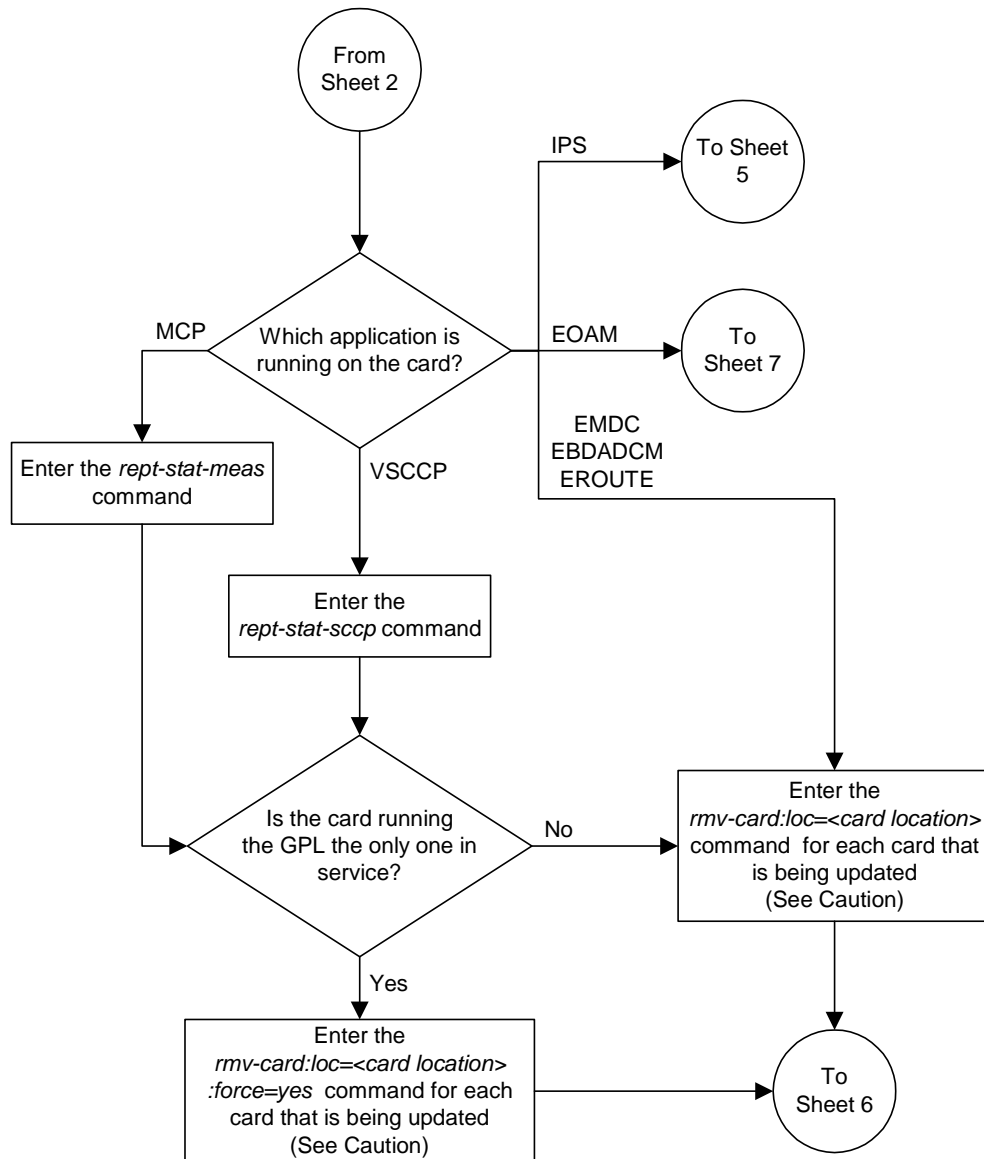 From
Sheet 2
IPS
To Sheet
5
MCP
Which application is
running on the card?
EOAM
To
Sheet 7
EMDC
EBDADCM
EROUTE
Enter the rept-stat-meas
command
VSCCP
Enter the
rept-stat-sccp command
Is the card running
the GPL the only one in
service?
No
Enter the
rmv-card:loc=<card location>
command for each card that
is being updated
(See Caution)
Yes
Enter the
rmv-card:loc=<card location>
:force=yes command for each
card that is being updated
(See Caution)
To
Sheet 6